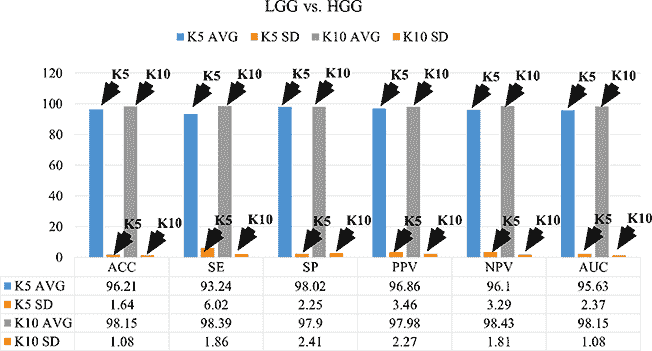 LGG vs. HGG
K5 AVG K5 SD K10 AVG K10 SD
120
100
80
60
40
20
0
K5 K10 K5 K10 K5 K10 K5 K10 K5 K10 K5 K10
K5 K10 K5 K10 K5 K10 K5 K10 K5 K10 K5 K10
ACC SE SP PPV NPV AUC
K5 AVG 96.21 93.24 98.02 96.86 96.1 95.63
K5 SD 1.64 6.02 2.25 3.46 3.29 2.37
K10 AVG 98.15 98.39 97.9 97.98 98.43 98.15
K10 SD 1.08 1.86 2.41 2.27 1.81 1.08